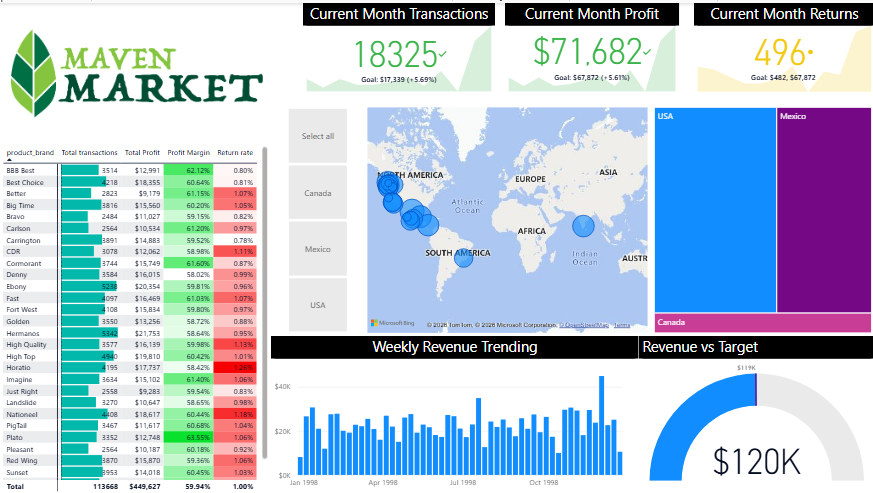 Current Month Transactions
Current Month Profit
Current Month Returns
MAVEN
MARKET
18325
Goal: $17,339 (+5.69%)
$71,682
Goal: $67,872 (+5.61%)
496
Goal: $482, $67,872
product_brand Total transactions Total Profit Profit Margin Return rate
BBB Best 3514 $12,991 62.12% 0.80%
Best Choice 4218 $18,355 60.64% 0.81%
Better 2823 $9,179 61.15% 1.07%
Big Time 3816 $15,560 60.20% 1.05%
Bravo 2484 $11,027 59.15% 0.82%
Carlson 2564 $10,534 61.20% 0.97%
Carrington 3891 $14,883 59.52% 0.78%
CDR 3078 $12,062 58.98% 1.11%
Cormorant 3744 $15,749 61.60% 0.87%
Denny 3584 $16,015 58.02% 0.99%
Ebony 5238 $20,354 59.81% 0.96%
Fast 4097 $16,469 61.03% 1.07%
Fort West 4108 $15,834 59.80% 0.97%
Golden 3550 $13,256 58.72% 0.88%
Hermanos 5342 $21,753 58.64% 0.95%
High Quality 3577 $16,139 59.98% 1.13%
High Top 4940 $19,810 60.42% 1.01%
Horatio 4195 $17,737 58.42% 1.26%
Imagine 3634 $15,102 61.40% 1.06%
Just Right 2558 $9,283 59.54% 0.83%
Landslide 3270 $10,647 58.65% 0.98%
Nationeel 4408 $18,617 60.44% 1.18%
PigTail 3467 $11,617 60.68% 1.04%
Plato 3352 $12,748 63.55% 1.06%
Pleasant 2564 $10,187 60.18% 0.92%
Red Wing 3870 $15,870 59.36% 1.06%
Sunset 3953 $14,018 60.45% 1.03%
Total 113668 $449,627 59.94% 1.00%
Select all
Canada
Mexico
USA
NORTH AMERICA
EUROPE
ASIA
Atlantic
Ocean
AFRICA
SOUTH AMERICA
Indian
Ocean
AUSTR
Microsoft Bing
© 2026 TomTom, © 2026 Microsoft Corporation, © OpenStreetMap Terms
USA
Mexico
Canada
Weekly Revenue Trending
$40K
$20K
$0K
Jan 1998
Apr 1998
Jul 1998
Oct 1998
Revenue vs Target
$119K
$120K